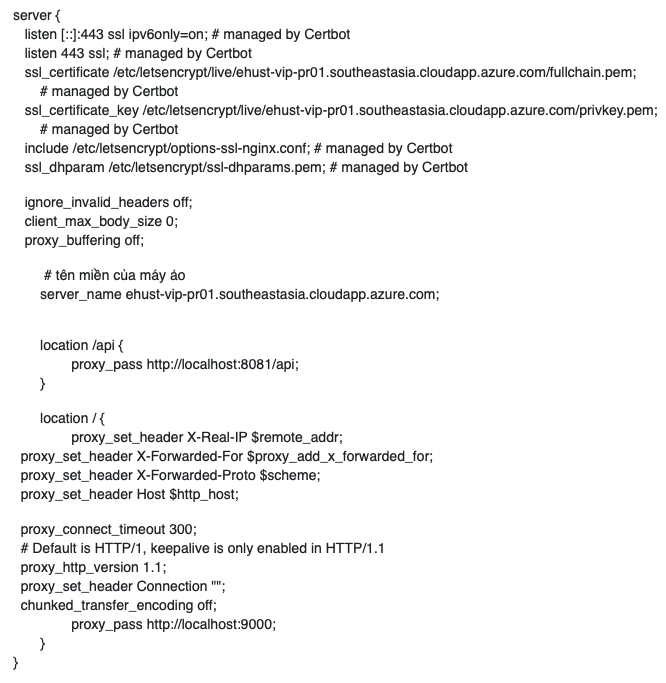 server {
listen [::]:443 ssl ipv6only=on; # managed by Certbot
listen 443 ssl; # managed by Certbot
ssl_certificate /etc/letsencrypt/live/ehust-vip-pr01.southeastasia.cloudapp.azure.com/fullchain.pem;
# managed by Certbot
ssl_certificate_key /etc/letsencrypt/live/ehust-vip-pr01.southeastasia.cloudapp.azure.com/privkey.pem;
# managed by Certbot
include /etc/letsencrypt/options-ssl-nginx.conf; # managed by Certbot
ssl_dhparam /etc/letsencrypt/ssl-dhparams.pem; # managed by Certbot
ignore_invalid_headers off;
client_max_body_size 0;
proxy_buffering off;
# tên miền của máy ảo
server_name ehust-vip-pr01.southeastasia.cloudapp.azure.com;
location /api {
proxy_pass http://localhost:8081/api;
}
location / {
proxy_set_header X-Real-IP $remote_addr;
proxy_set_header X-Forwarded-For $proxy_add_x_forwarded_for;
proxy_set_header X-Forwarded-Proto $scheme;
proxy_set_header Host $http_host;
proxy_connect_timeout 300;
# Default is HTTP/1, keepalive is only enabled in HTTP/1.1
proxy_http_version 1.1;
proxy_set_header Connection "";
chunked_transfer_encoding off;
proxy_pass http://localhost:9000;
}
}